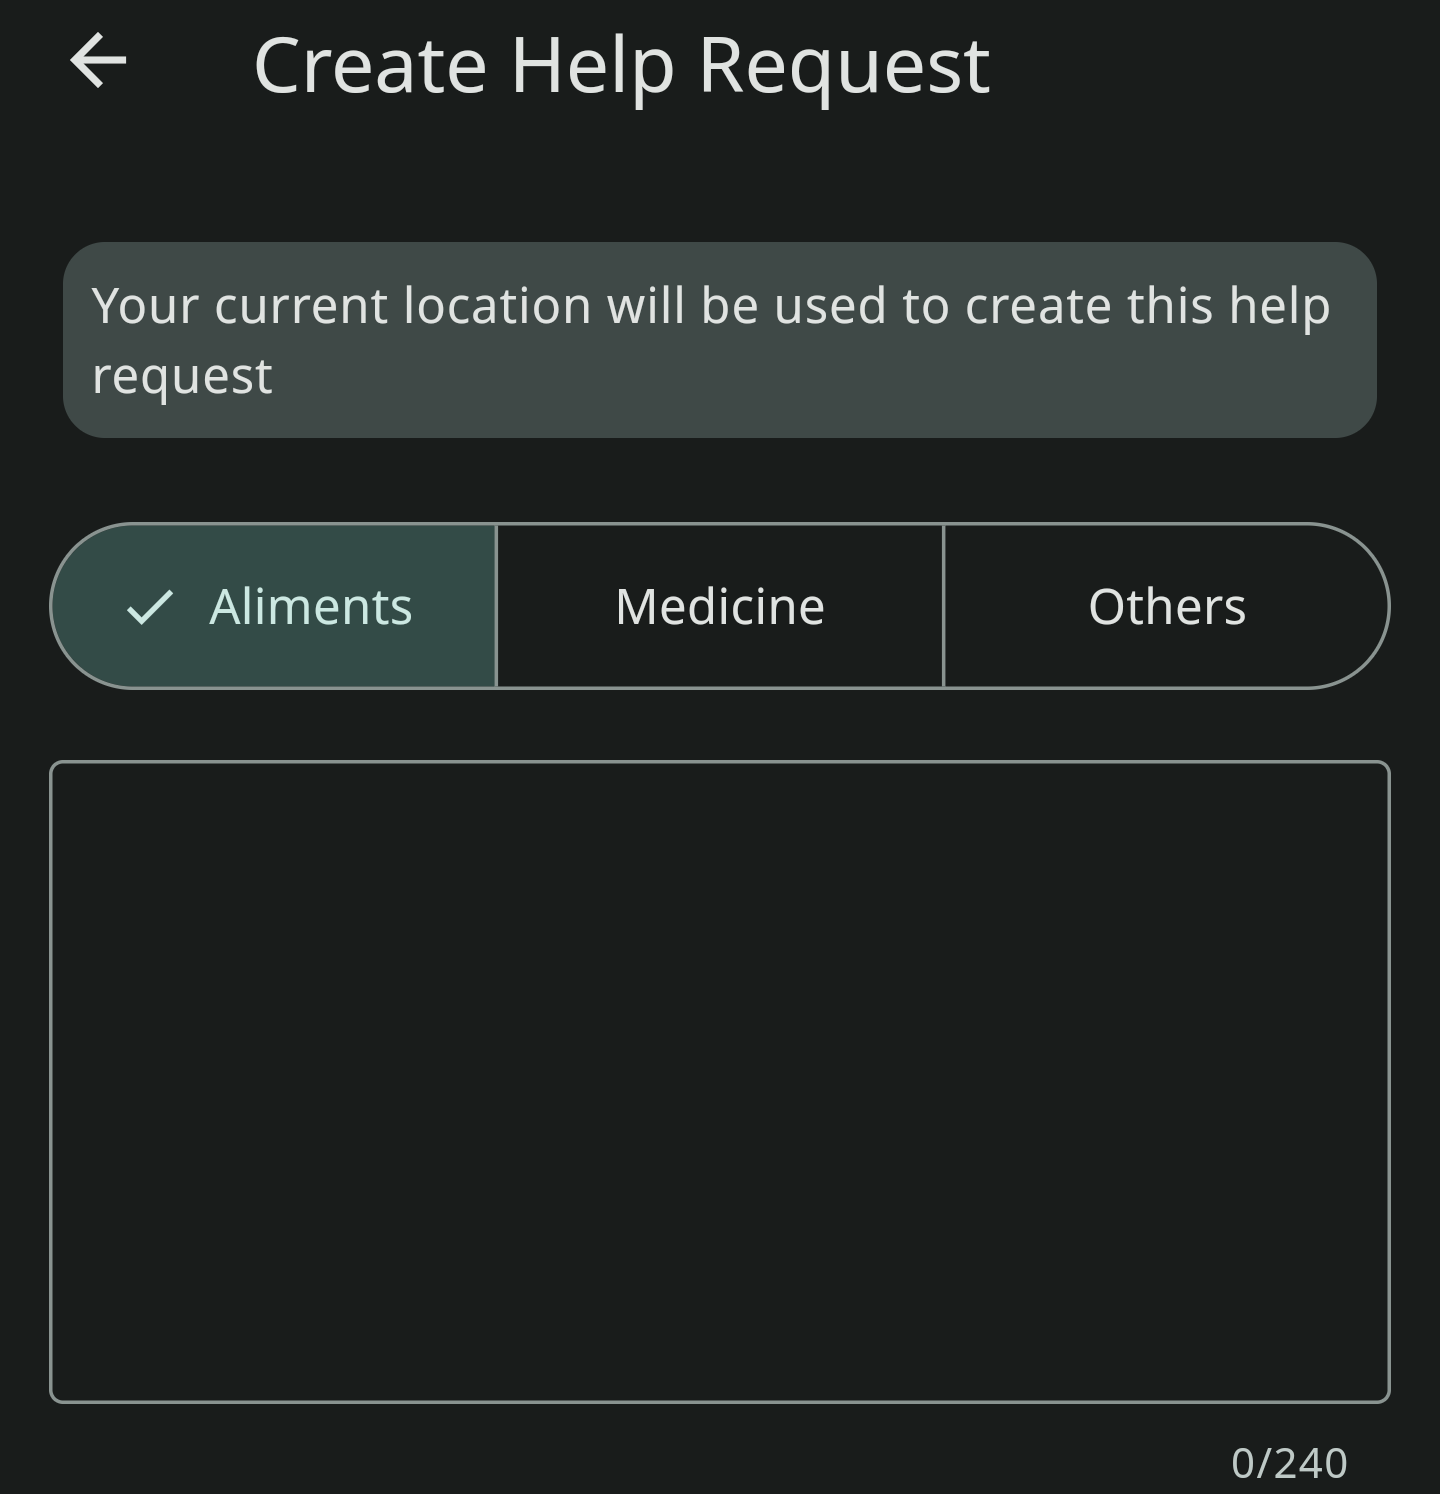 Create Help Request
Your current location will be used to create this help
request
Aliments
Medicine
Others
0/240